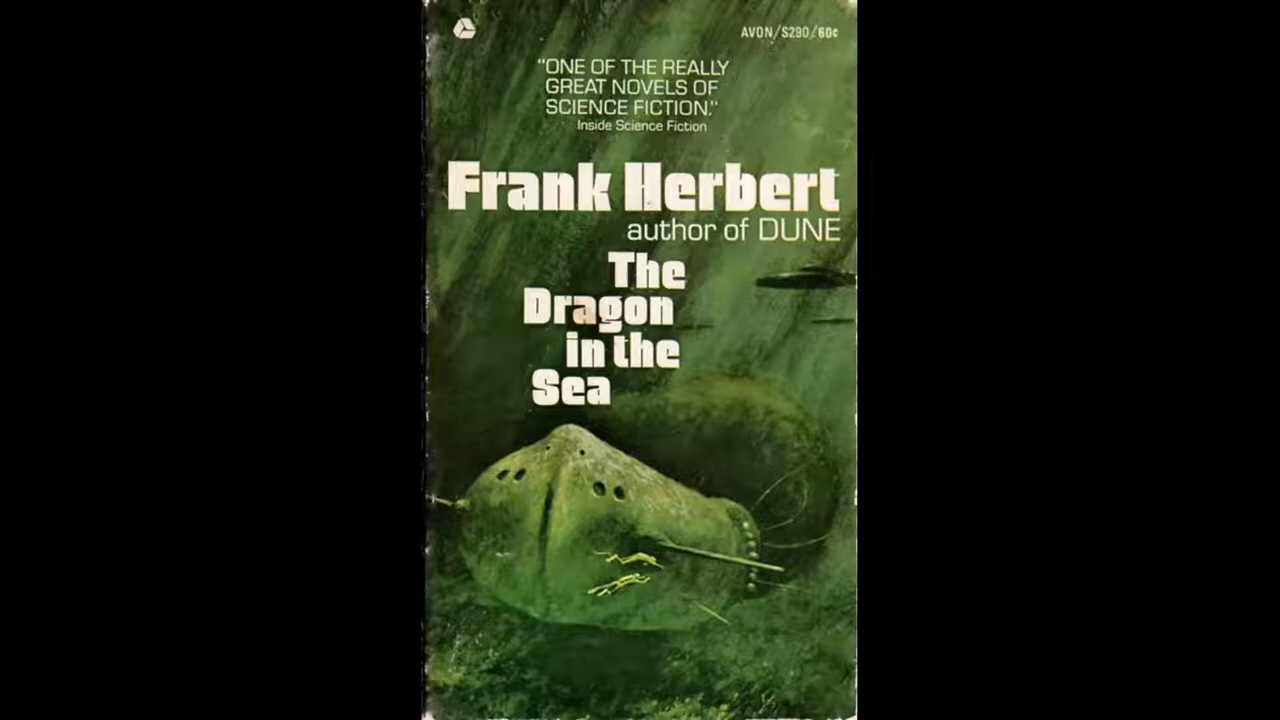 AVON/S290/60¢
"ONE OF THE REALLY
GREAT NOVELS OF
SCIENCE FICTION."
Inside Science Fiction
Frank Herbert
author of DUNE
The
Dragon
in the
Sea